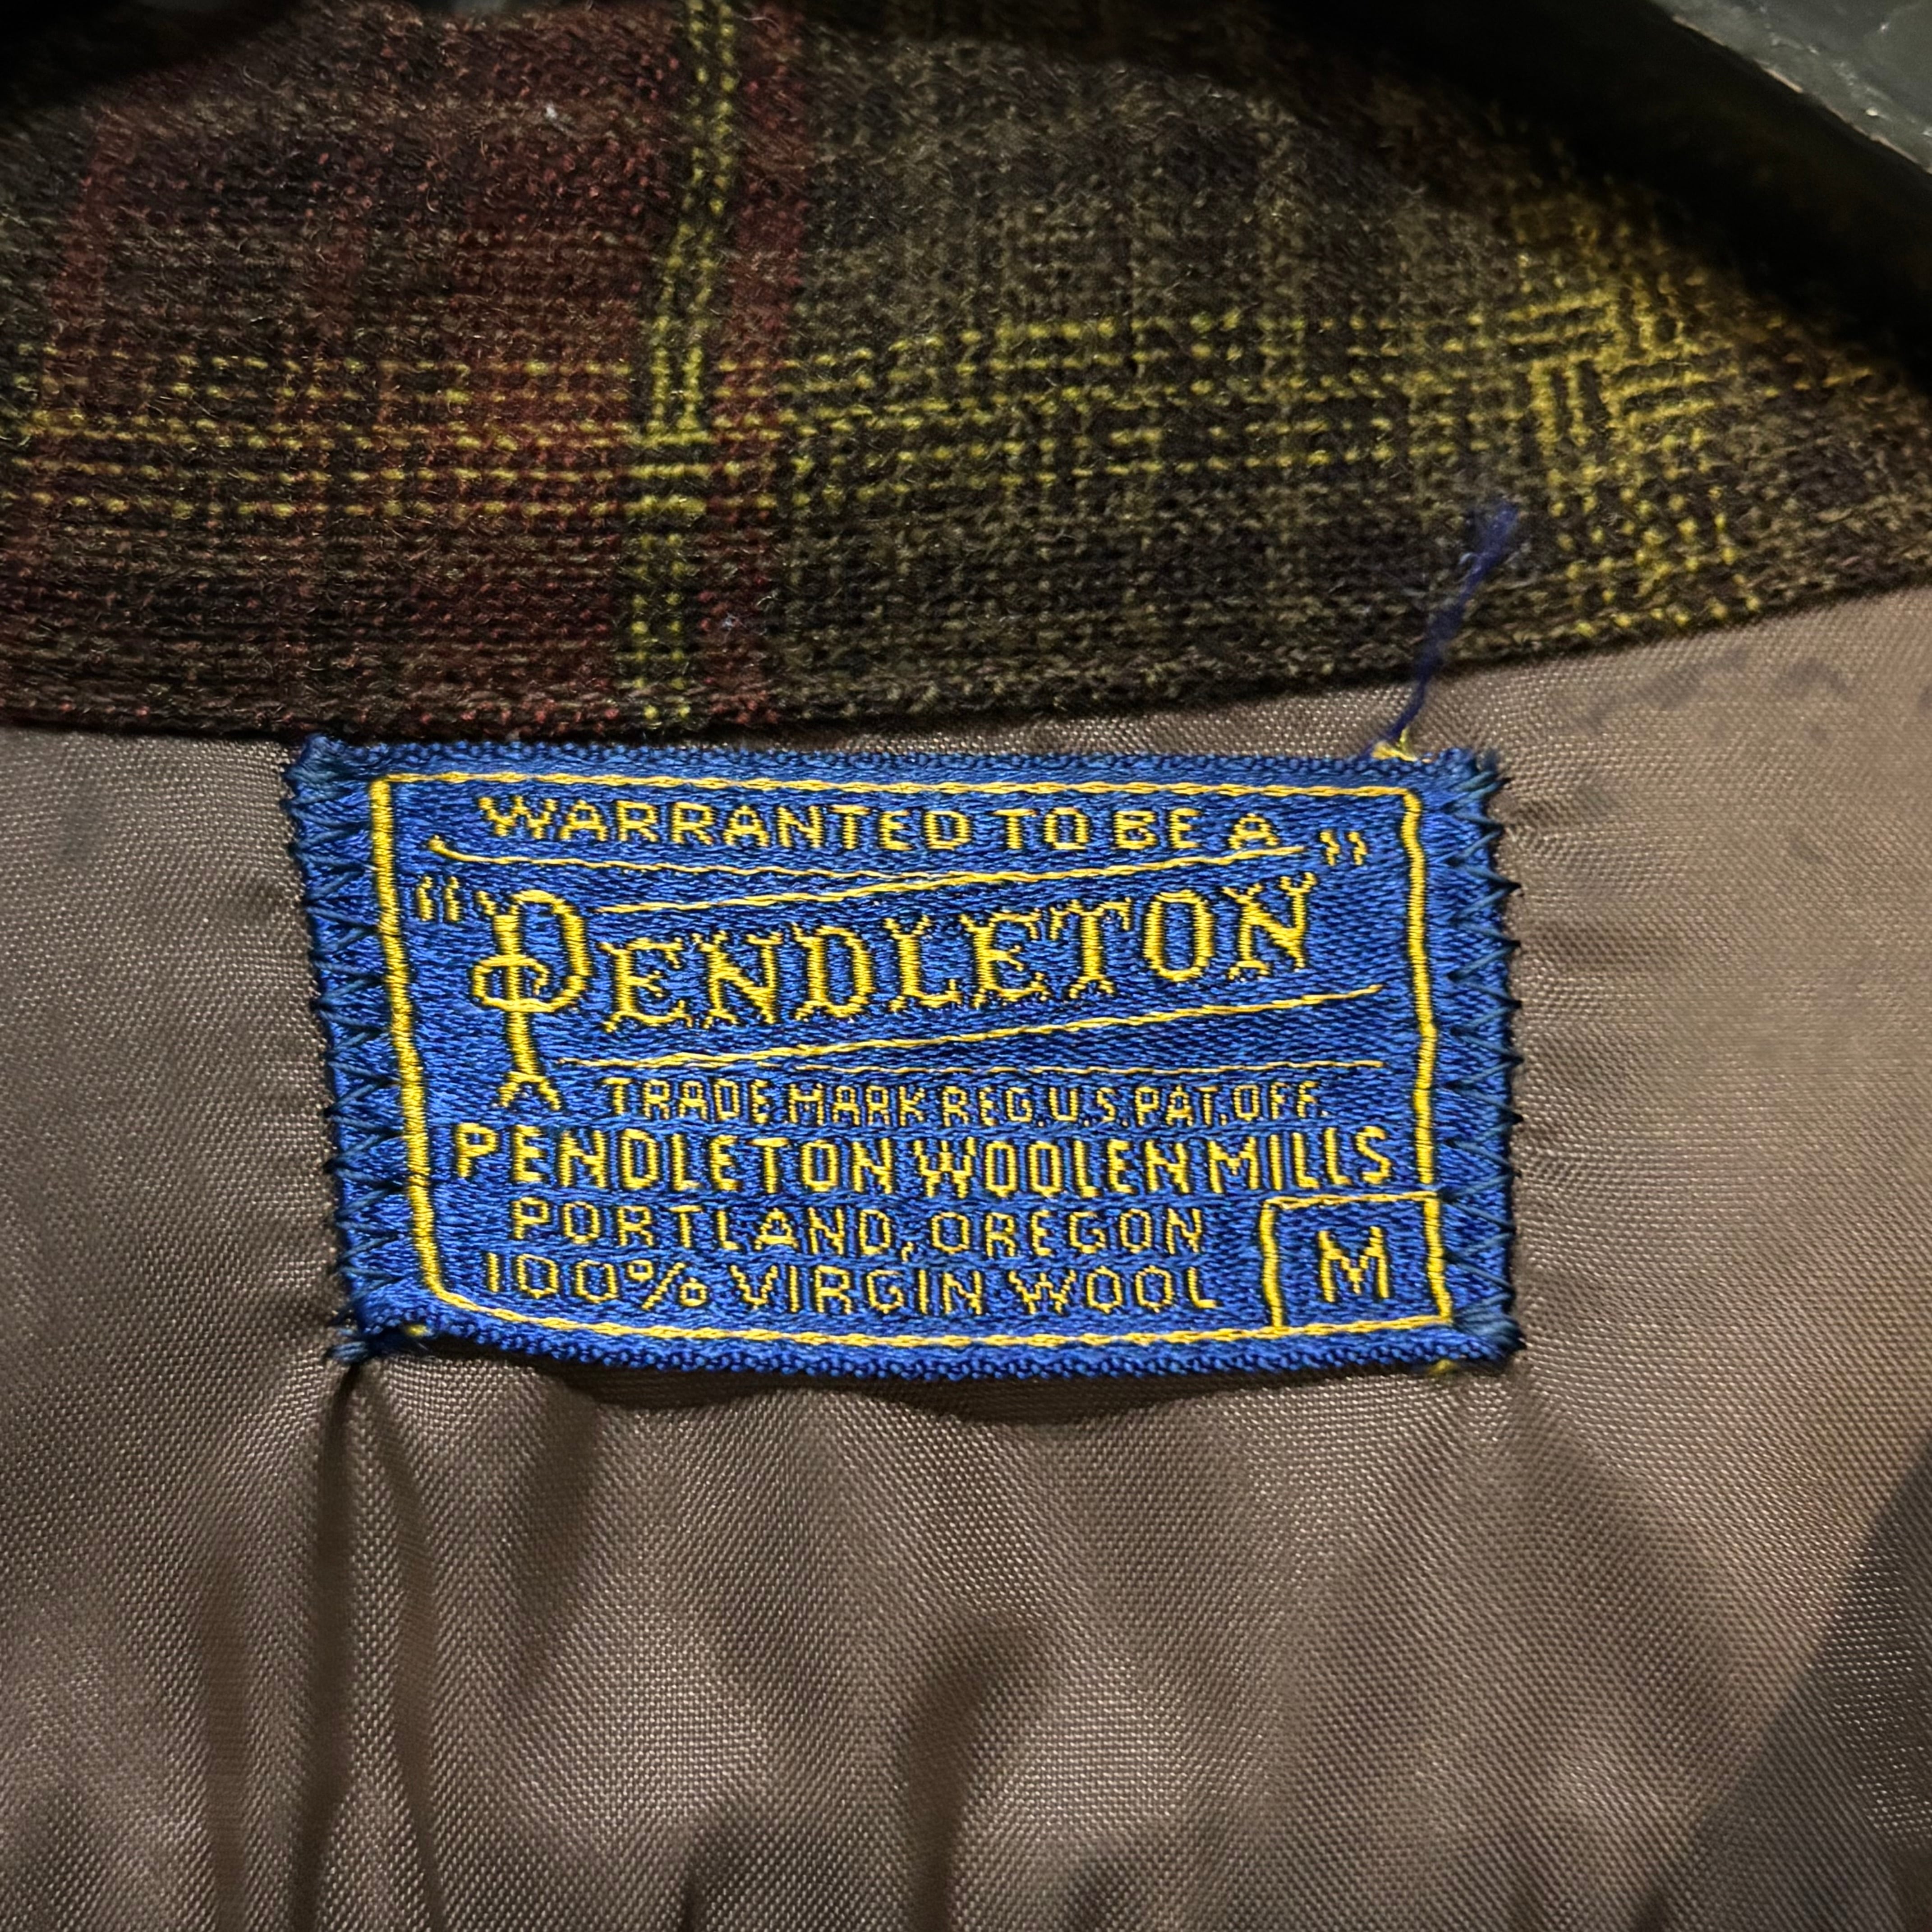 WARRANTED TO BE A
"PENDLETON"
TRADE MARK REG. U.S. PAT. OFF.
PENDLETON WOOLEN MILLS
PORTLAND, OREGON
100% VIRGIN WOOL
M